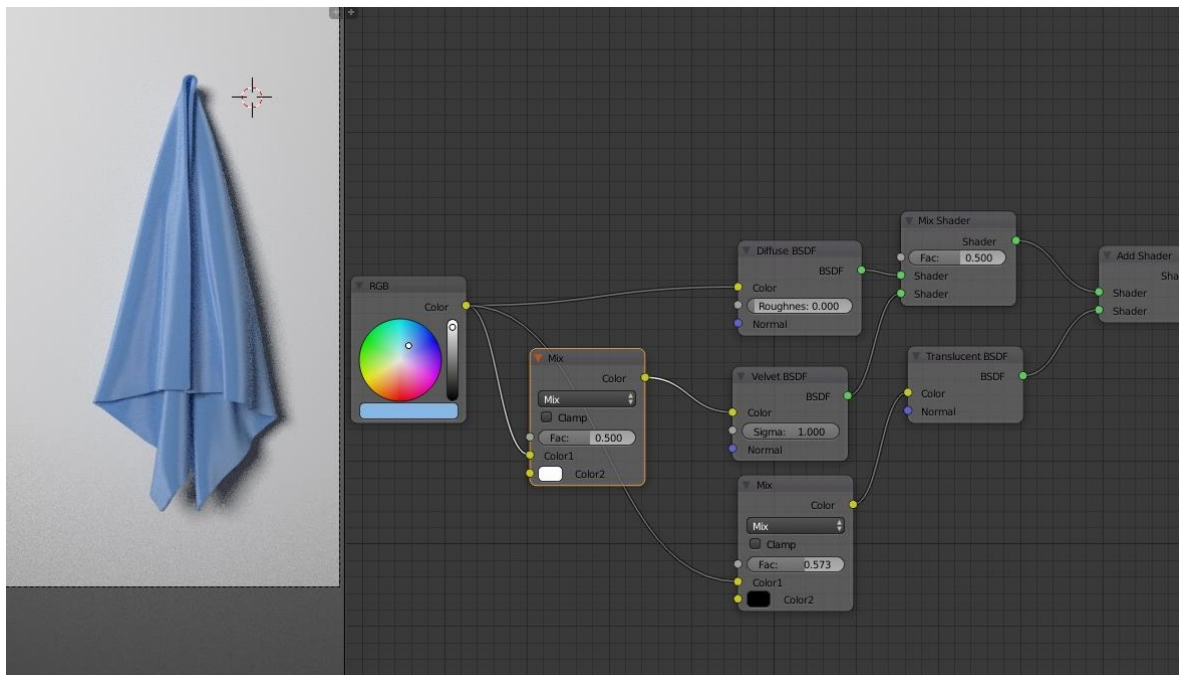 RGB
Color
Mix
Color
Mix
Clamp
Fac: 0.500
Color1
Color2
Diffuse BSDF
BSDF
Color
Roughnes: 0.000
Normal
Velvet BSDF
BSDF
Color
Sigma: 1.000
Normal
Mix
Color
Mix
Clamp
Fac: 0.573
Color1
Color2
Mix Shader
Shader
Fac: 0.500
Shader
Shader
Translucent BSDF
BSDF
Color
Normal
Add Shader
Sha
Shader
Shader